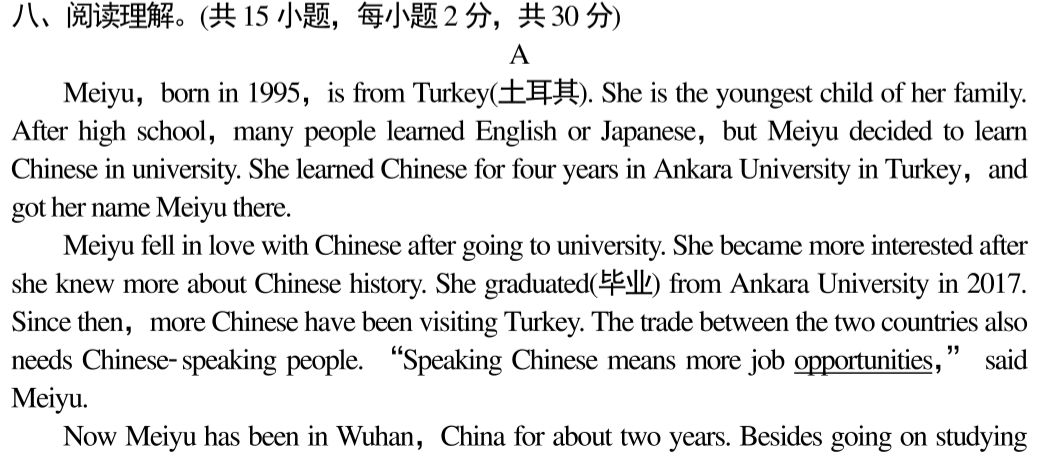 八、阅读理解。(共 15 小题，每小题 2 分，共 30 分)
A
Meiyu，born in 1995，is from Turkey(土耳其). She is the youngest child of her family.
After high school，many people learned English or Japanese，but Meiyu decided to learn
Chinese in university. She learned Chinese for four years in Ankara University in Turkey，and
got her name Meiyu there.
Meiyu fell in love with Chinese after going to university. She became more interested after
she knew more about Chinese history. She graduated(毕业) from Ankara University in 2017.
Since then，more Chinese have been visiting Turkey. The trade between the two countries also
needs Chinese-speaking people. “Speaking Chinese means more job opportunities，” said
Meiyu.
Now Meiyu has been in Wuhan，China for about two years. Besides going on studying